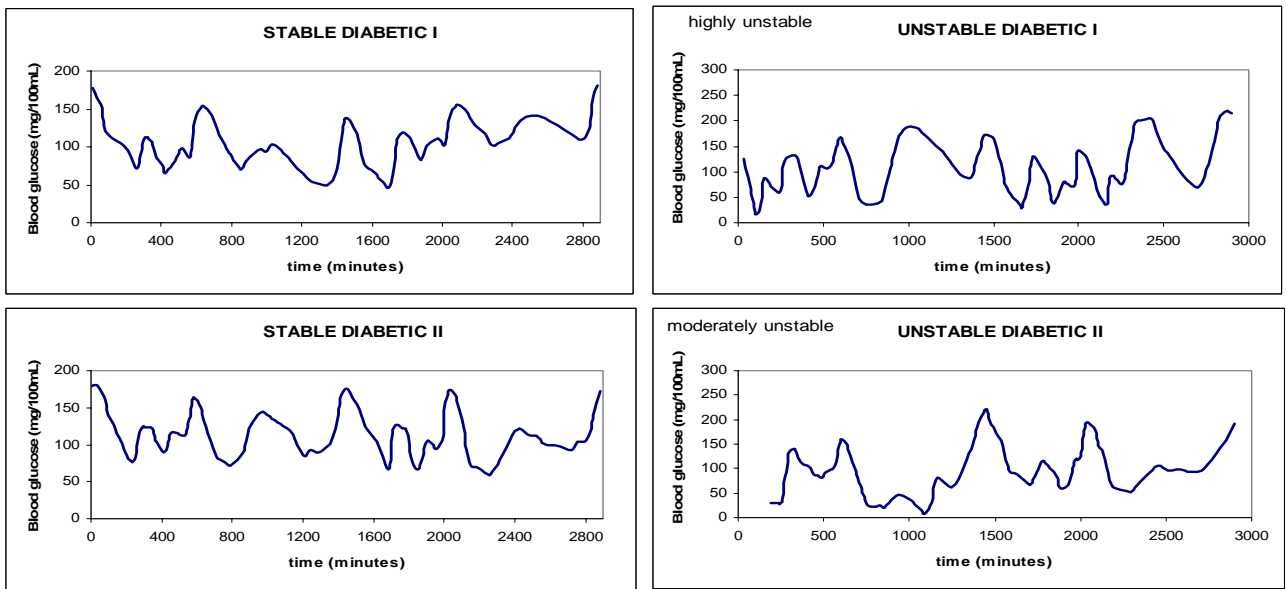 STABLE DIABETIC I
Blood glucose (mg/100mL)
200
150
100
50
0
0 400 800 1200 1600 2000 2400 2800
time (minutes)
highly unstable
UNSTABLE DIABETIC I
Blood glucose (mg/100mL)
300
250
200
150
100
50
0
0 500 1000 1500 2000 2500 3000
time (minutes)
STABLE DIABETIC II
Blood glucose (mg/100mL)
200
150
100
50
0
0 400 800 1200 1600 2000 2400 2800
time (minutes)
moderately unstable
UNSTABLE DIABETIC II
Blood glucose (mg/100mL)
300
250
200
150
100
50
0
0 500 1000 1500 2000 2500 3000
time (minutes)